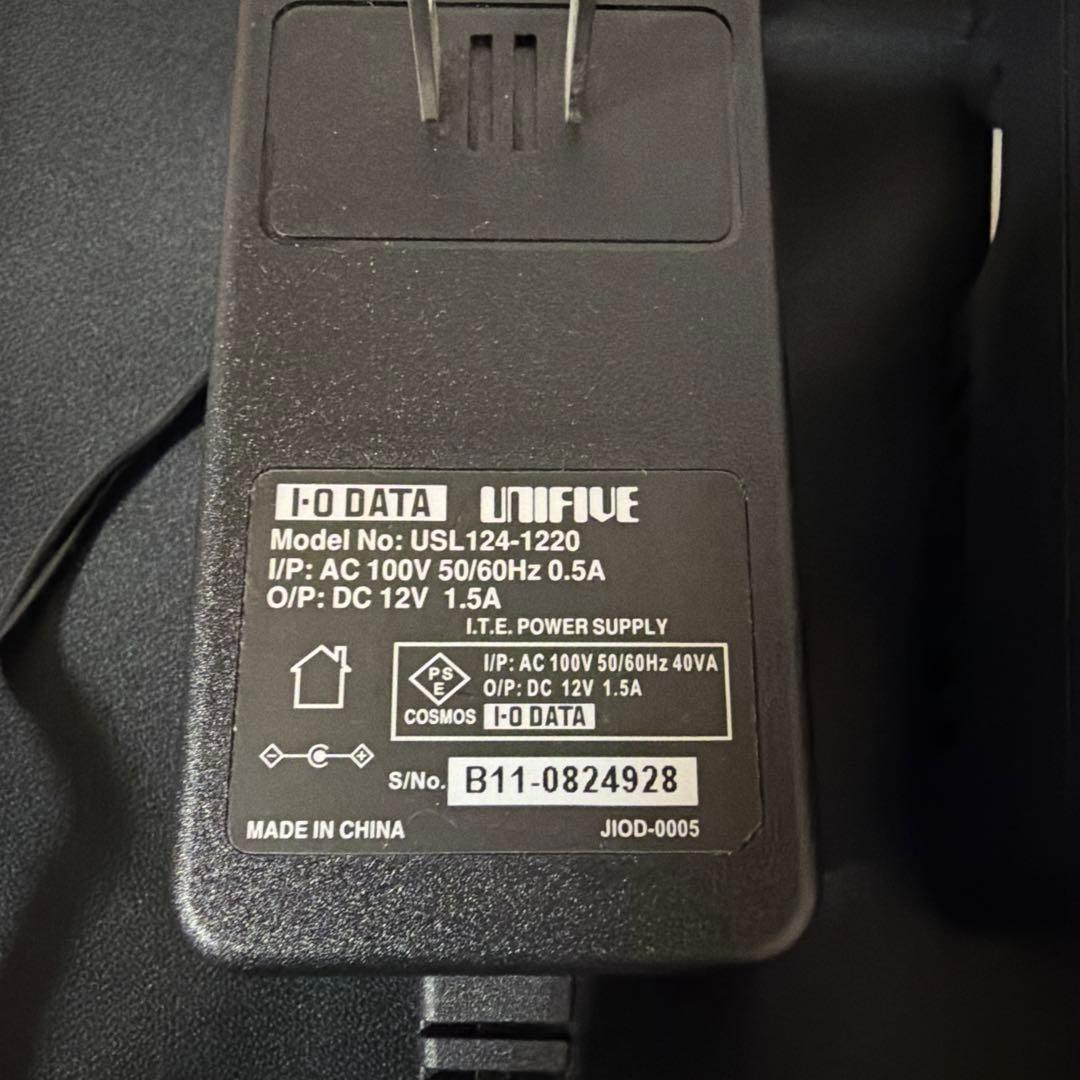 I-O DATA UNIFIVE
Model No: USL124-1220
I/P: AC 100V 50/60Hz 0.5A
O/P: DC 12V 1.5A
I.T.E. POWER SUPPLY
PSE
I/P: AC 100V 50/60Hz 40VA
O/P: DC 12V 1.5A
COSMOS I-O DATA
S/No. B11-0824928
MADE IN CHINA JIOD-0005